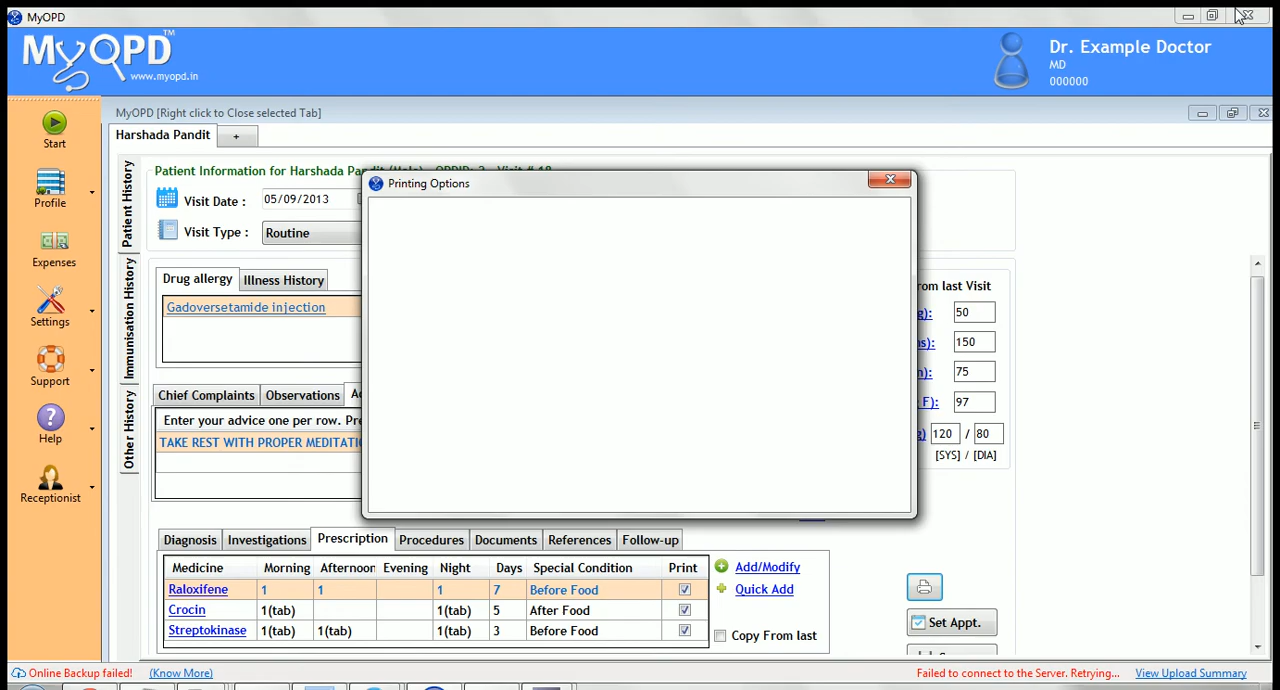 MyOPD
MyOPD™
www.myopd.in
Dr. Example Doctor
MD
000000
Start
Profile
Expenses
Settings
Support
Help
Receptionist
MyOPD [Right click to Close selected Tab]
Harshada Pandit +
Patient History
Immunisation History
Other History
Patient Information for Harshada
Visit Date : 05/09/2013
Visit Type : Routine
Printing Options
Drug allergy Illness History
Gadoversetamide injection
rom last Visit
50
150
75
F): 97
120 / 80
[SYS] / [DIA]
Chief Complaints Observations
Enter your advice one per row.
TAKE REST WITH PROPER
Diagnosis Investigations Prescription Procedures Documents References Follow-up
Medicine Morning Afternoon Evening Night Days Special Condition Print
Raloxifene 1 1 1 7 Before Food
Crocin 1(tab) 1(tab) 5 After Food
Streptokinase 1(tab) 1(tab) 1(tab) 3 Before Food
Add/Modify
Quick Add
Copy From last
Set Appt.
Online Backup failed! (Know More)
Failed to connect to the Server. Retrying... View Upload Summary